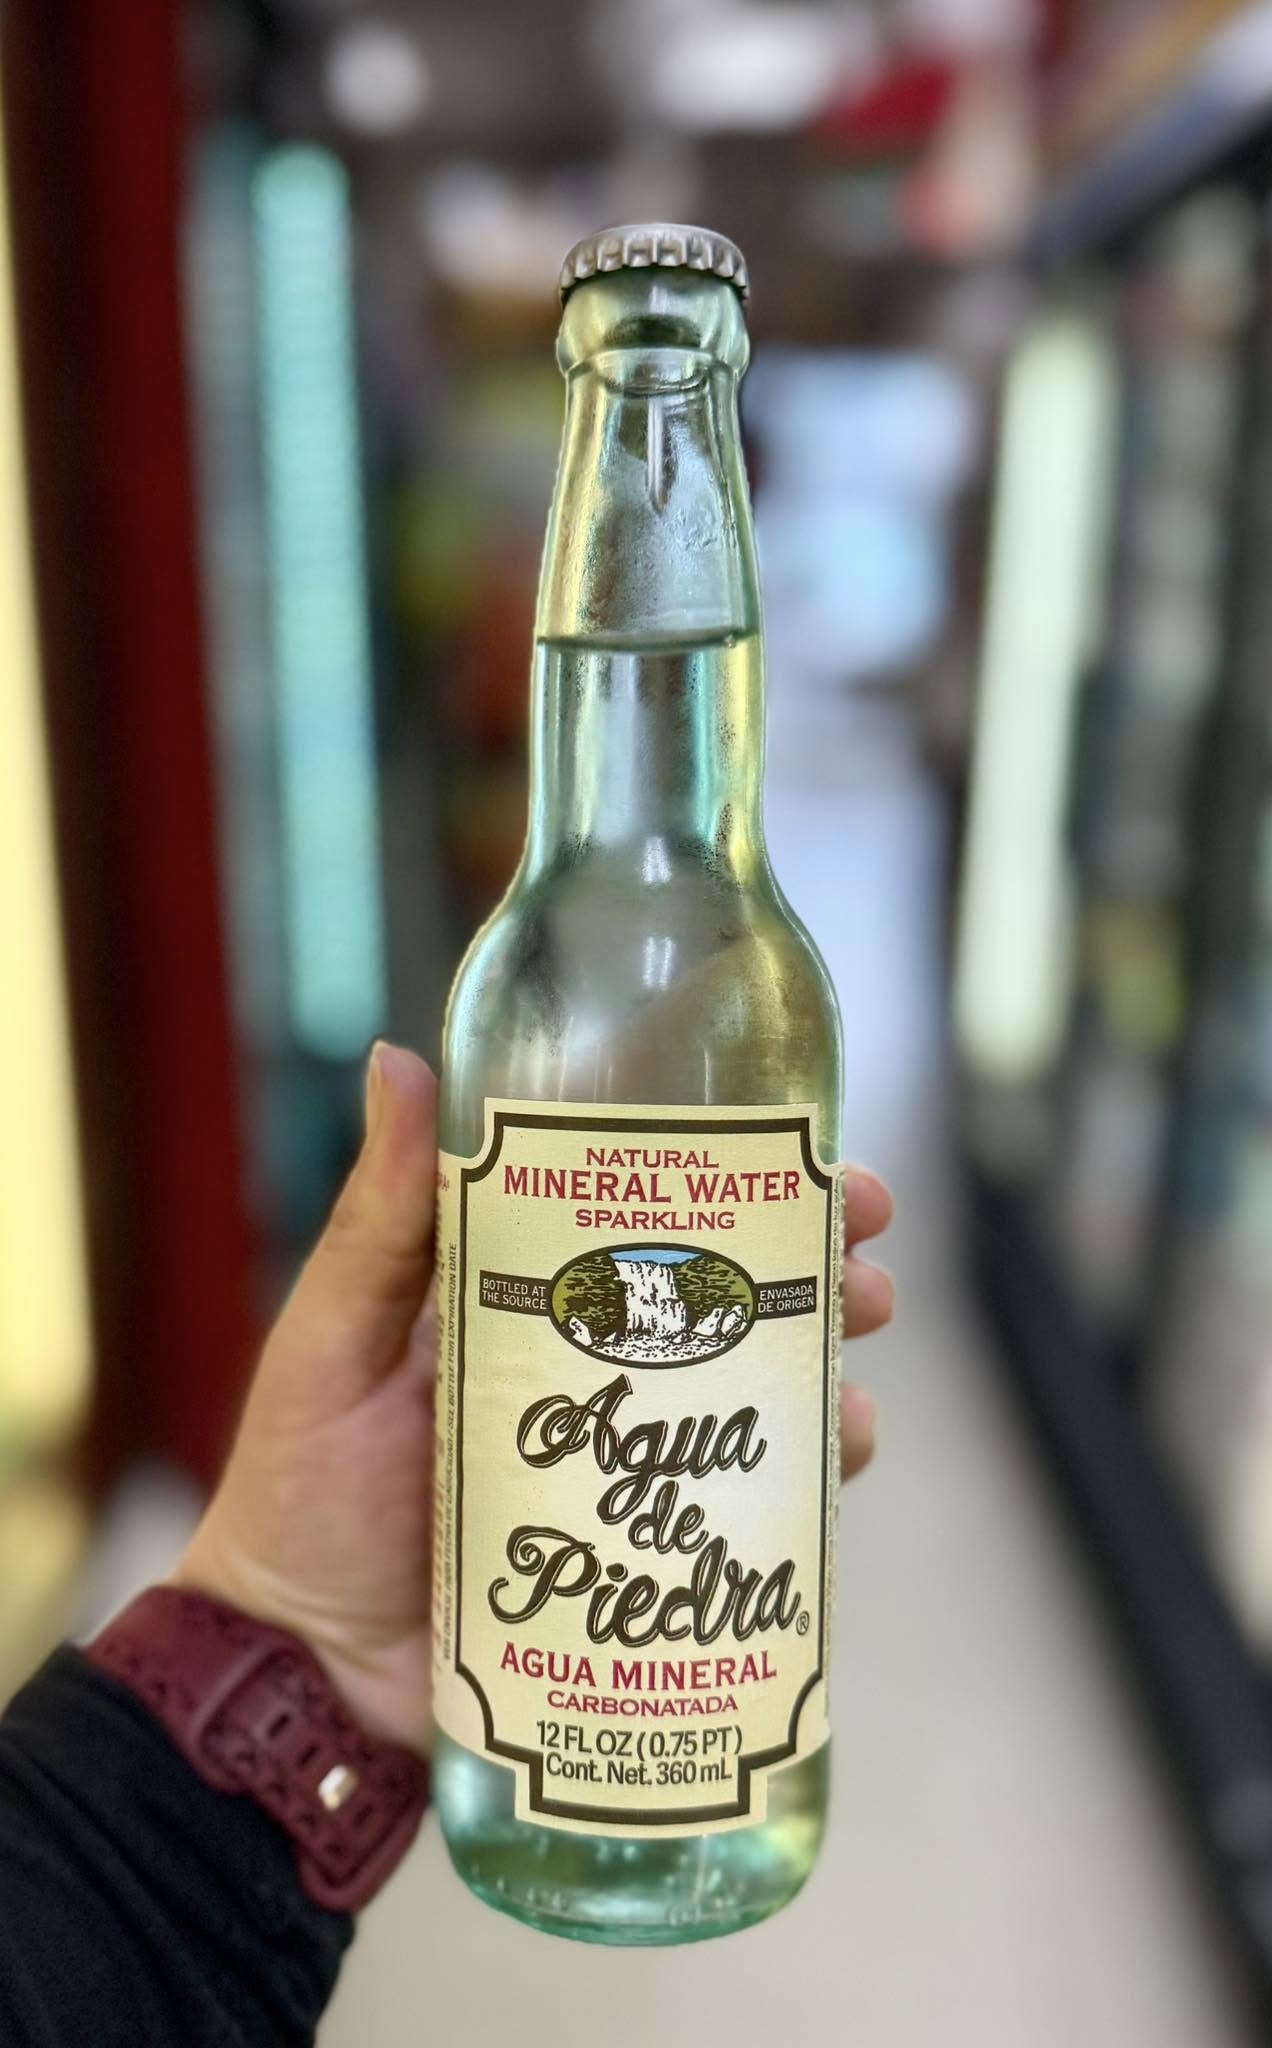 NATURAL
MINERAL WATER
SPARKLING
BOTTLED AT
THE SOURCE
ENVASADA
DE ORIGEN
Agua
de
Piedra®
AGUA MINERAL
CARBONATADA
12 FL OZ (0.75 PT)
Cont. Net. 360 mL